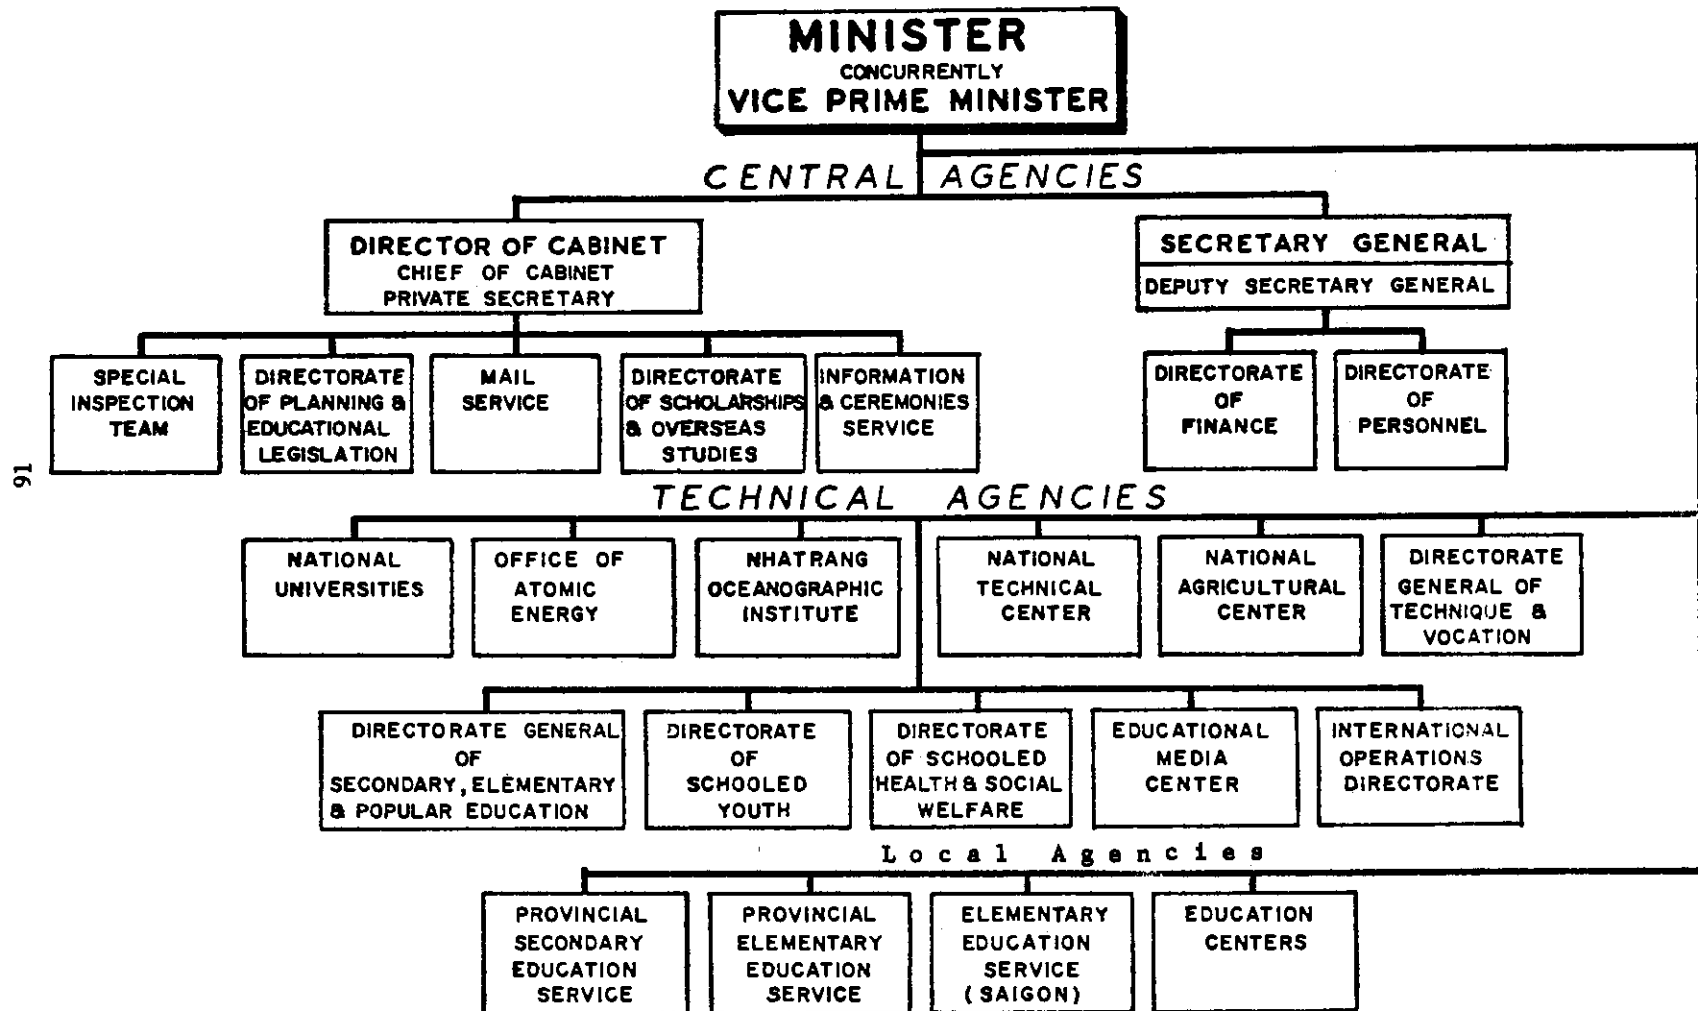 MINISTER
CONCURRENTLY
VICE PRIME MINISTER
CENTRAL AGENCIES
DIRECTOR OF CABINET
CHIEF OF CABINET
PRIVATE SECRETARY
SECRETARY GENERAL
DEPUTY SECRETARY GENERAL
SPECIAL
INSPECTION
TEAM
DIRECTORATE
OF PLANNING &
EDUCATIONAL
LEGISLATION
MAIL
SERVICE
DIRECTORATE
OF SCHOLARSHIPS
& OVERSEAS
STUDIES
INFORMATION
& CEREMONIES
SERVICE
DIRECTORATE
OF
FINANCE
DIRECTORATE
OF
PERSONNEL
91
TECHNICAL AGENCIES
NATIONAL
UNIVERSITIES
OFFICE OF
ATOMIC
ENERGY
NHATRANG
OCEANOGRAPHIC
INSTITUTE
NATIONAL
TECHNICAL
CENTER
NATIONAL
AGRICULTURAL
CENTER
DIRECTORATE
GENERAL OF
TECHNIQUE &
VOCATION
DIRECTORATE GENERAL
OF
SECONDARY, ELEMENTARY
& POPULAR EDUCATION
DIRECTORATE
OF
SCHOOLED
YOUTH
DIRECTORATE
OF SCHOOLED
HEALTH & SOCIAL
WELFARE
EDUCATIONAL
MEDIA
CENTER
INTERNATIONAL
OPERATIONS
DIRECTORATE
Local Agencies
PROVINCIAL
SECONDARY
EDUCATION
SERVICE
PROVINCIAL
ELEMENTARY
EDUCATION
SERVICE
ELEMENTARY
EDUCATION
SERVICE
(SAIGON)
EDUCATION
CENTERS